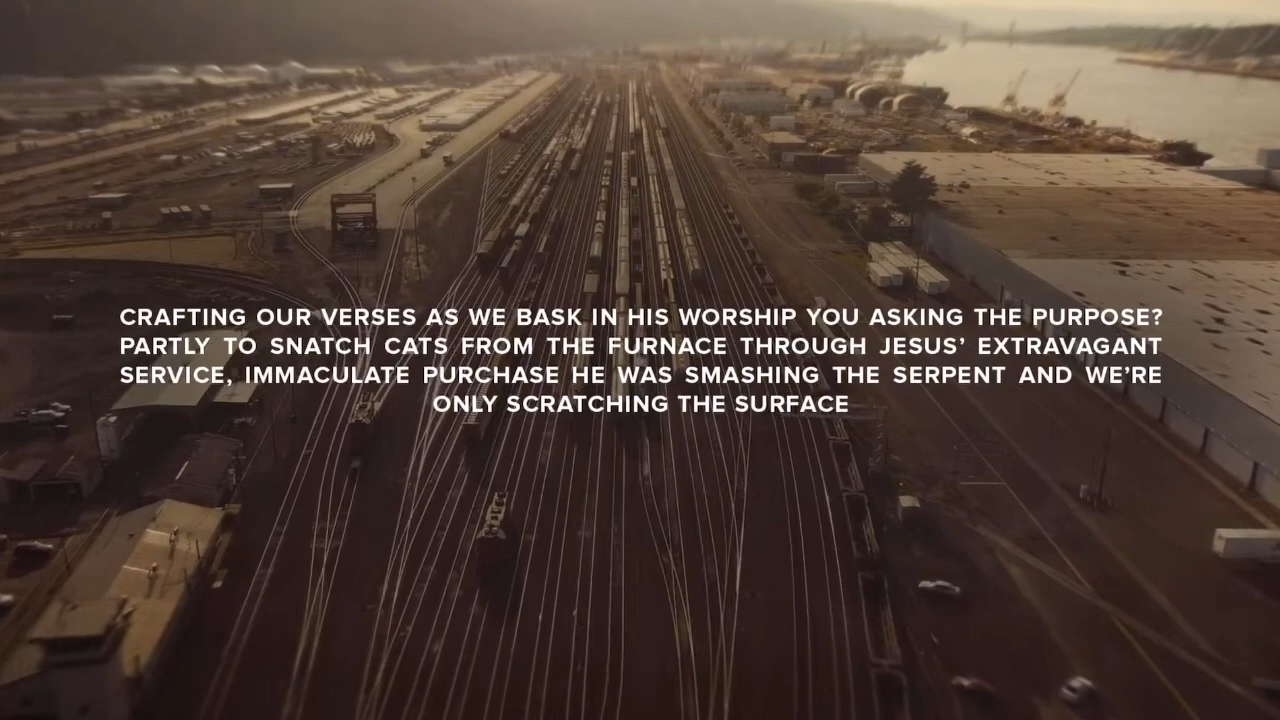 CRAFTING OUR VERSES AS WE BASK IN HIS WORSHIP YOU ASKING THE PURPOSE?
PARTLY TO SNATCH CATS FROM THE FURNACE THROUGH JESUS’ EXTRAVAGANT
SERVICE, IMMACULATE PURCHASE HE WAS SMASHING THE SERPENT AND WE’RE
ONLY SCRATCHING THE SURFACE